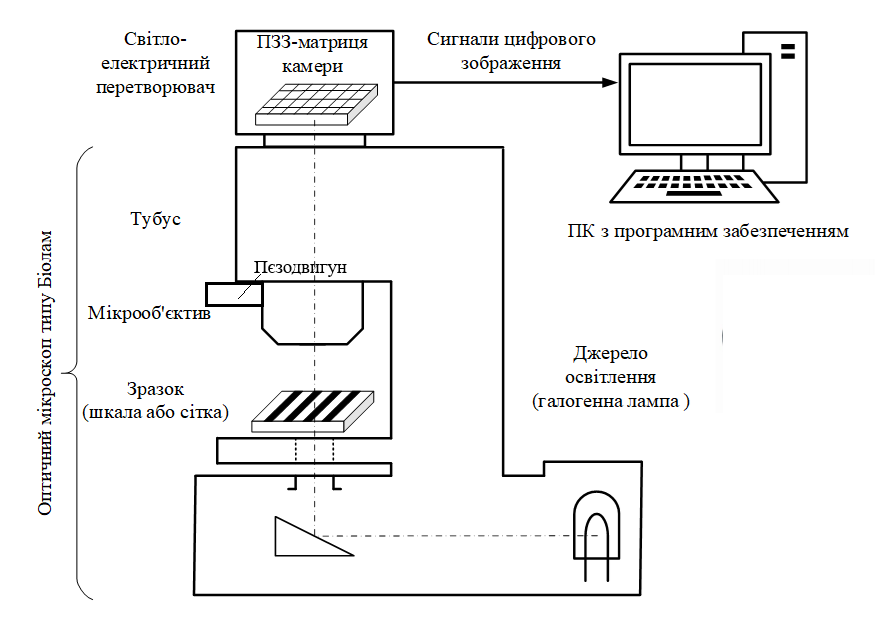 Світло-
електричний
перетворювач
ПЗЗ-матриця
камери
Сигнали цифрового
зображення
ПК з програмним забезпеченням
Тубус
Пєзодвигун
Мікрооб'єктив
Зразок
(шкала або сітка)
Джерело
освітлення
(галогенна лампа )
Оптичний мікроскоп типу Біолам